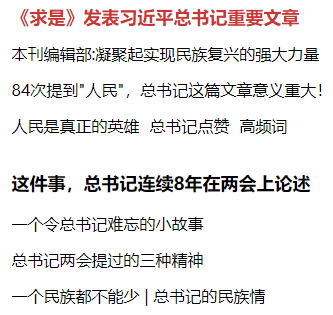 《求是》发表习近平总书记重要文章
本刊编辑部:凝聚起实现民族复兴的强大力量
84次提到"人民"，总书记这篇文章意义重大!
人民是真正的英雄 总书记点赞 高频词
这件事，总书记连续8年在两会上论述
一个令总书记难忘的小故事
总书记两会提过的三种精神
一个民族都不能少 | 总书记的民族情